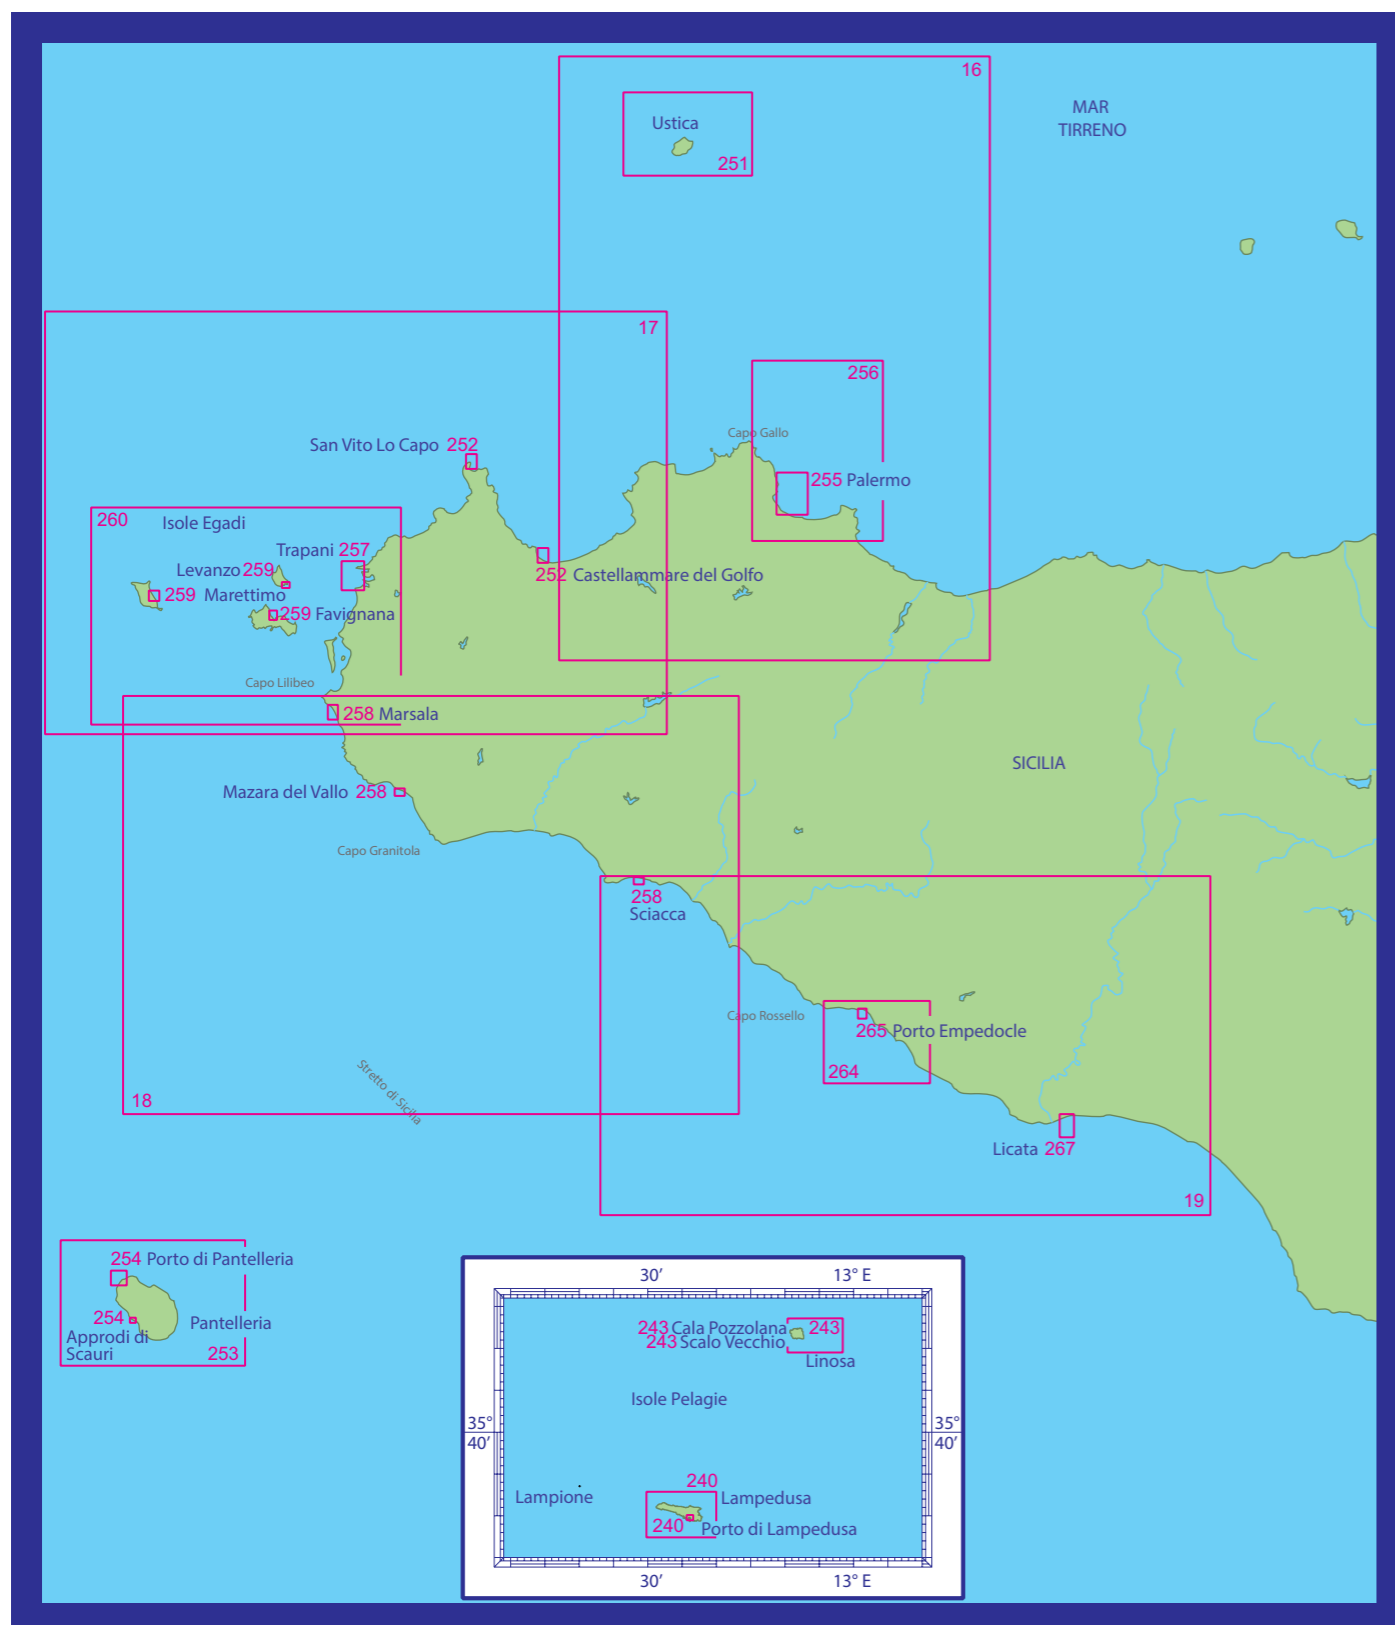 16
MAR
TIRRENO
Ustica
251
17
256
Capo Gallo
San Vito Lo Capo 252
255 Palermo
260
Isole Egadi
Trapani 257
Levanzo 259
252 Castellammare del Golfo
259 Marettimo
259 Favignana
Capo Lilibeo
258 Marsala
SICILIA
Mazara del Vallo 258
Capo Granitola
258
Sciacca
Capo Rossello
265 Porto Empedocle
264
Stretto di Sicilia
18
Licata 267
19
254 Porto di Pantelleria
254
Pantelleria
Approdi di
Scauri
253
30′ 13° E
243 Cala Pozzolana 243
243 Scalo Vecchio
Linosa
Isole Pelagie
35° 35°
40′ 40′
240
Lampione
Lampedusa
240 Porto di Lampedusa
30′ 13° E